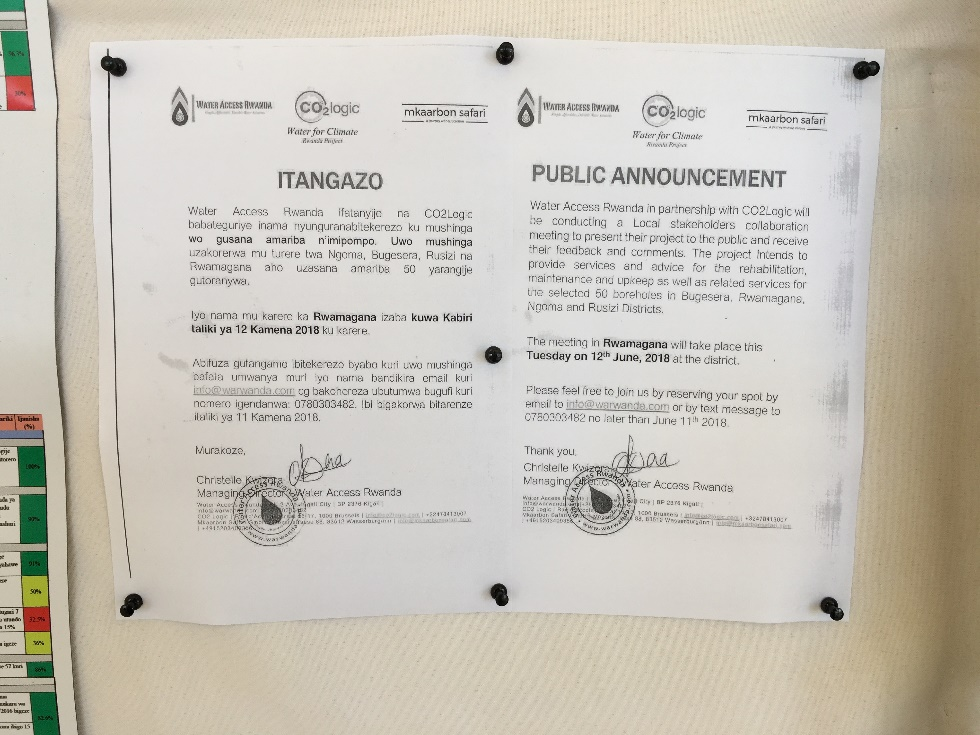 WATER ACCESS RWANDA
CO2logic
Water for Climate
Rwanda Project
mkaarbon safari
ITANGAZO
Water Access Rwanda ifatanyije na CO2Logic
babateguriye inama nyunguranabitekerezo ku mushinga
wo gusana amariba n'imipompo. Uwo mushinga
uzakorerwa mu turere twa Ngoma, Bugesera, Rusizi na
Rwamagana aho uzasana amariba 50 yarangije
gutoranywa.
Iyo nama mu karere ka Rwamagana izaba kuwa Kabiri
taliki ya 12 Kamena 2018 ku karere.
Abifuza gutangamo ibitekerezo byabo kuri uwo mushinga
bafata umwanya muri iyo nama bandikira email kuri
info@warwanda.com cg bakohereza ubutumwa bugufi kuri
nomero igendanwa: 0780303482. Ibi bigakorwa bitarenze
italiki ya 11 Kamena 2018.
Murakoze,
Christelle Kwizera
Managing Director, Water Access Rwanda
WATER ACCESS RWANDA
CO2logic
Water for Climate
Rwanda Project
mkaarbon safari
PUBLIC ANNOUNCEMENT
Water Access Rwanda in partnership with CO2Logic will
be conducting a Local stakeholders collaboration
meeting to present their project to the public and receive
their feedback and comments. The project intends to
provide services and advice for the rehabilitation,
maintenance and upkeep as well as related services for
the selected 50 boreholes in Bugesera, Rwamagana,
Ngoma and Rusizi Districts.
The meeting in Rwamagana will take place this
Tuesday on 12th June, 2018 at the district.
Please feel free to join us by reserving your spot by
email to info@warwanda.com or by text message to
0780303482 no later than June 11th 2018.
Thank you,
Christelle Kwizera
Managing Water Access Rwanda